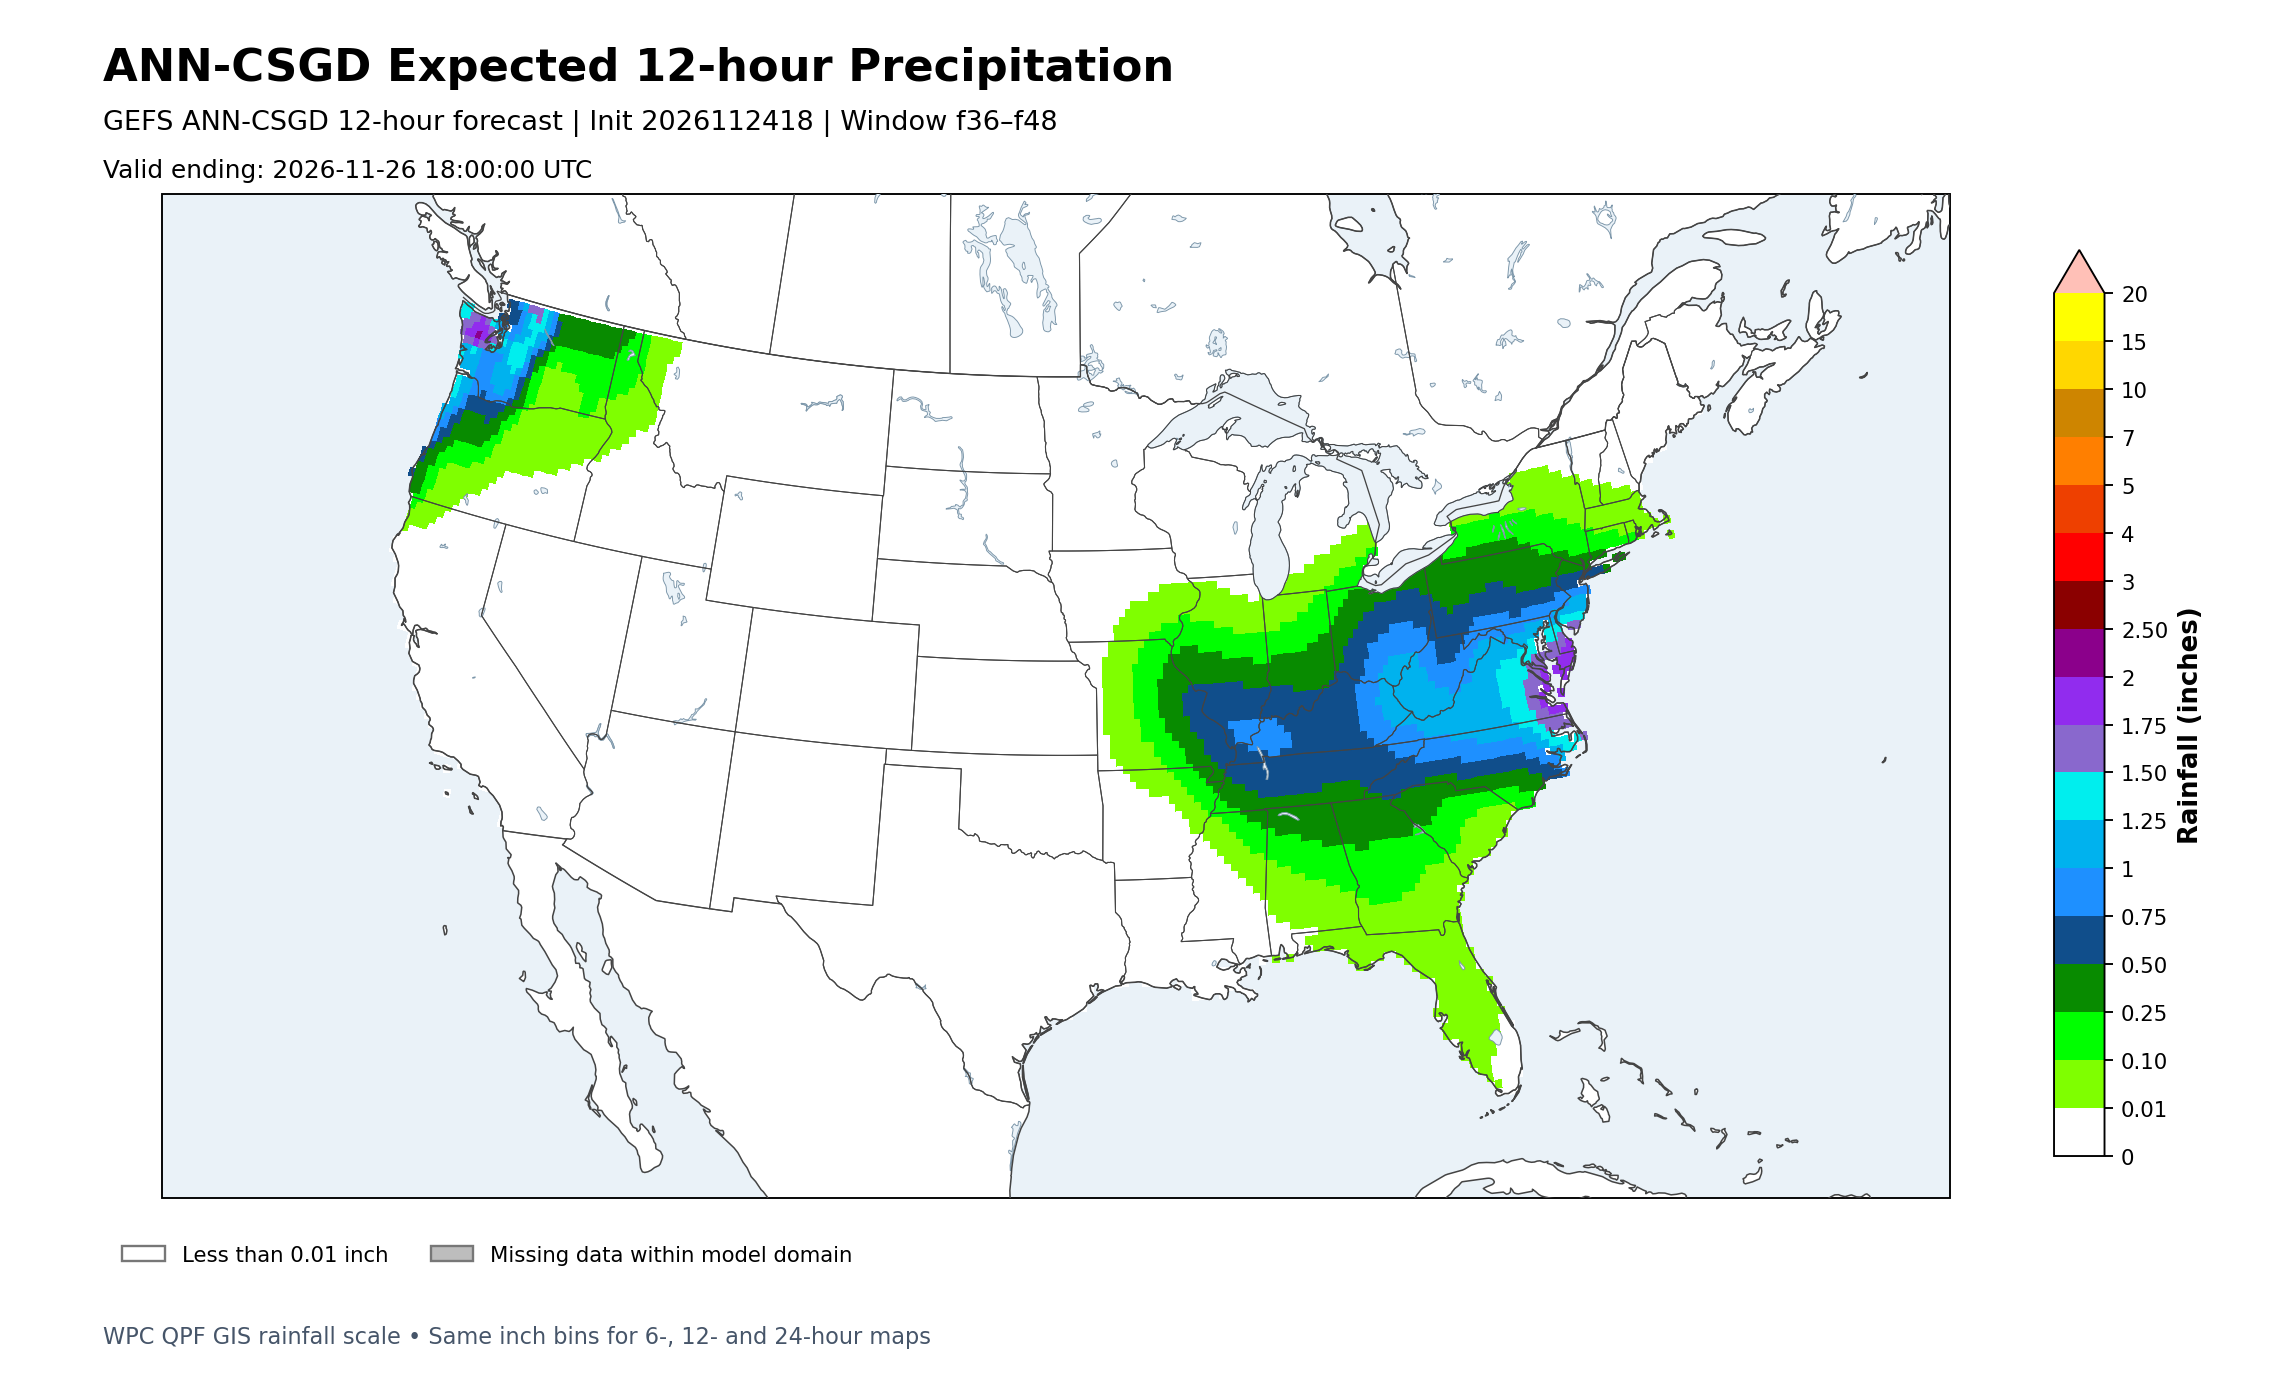 ANN-CSGD Expected 12-hour Precipitation
GEFS ANN-CSGD 12-hour forecast | Init 2026112418 | Window f36–f48
Valid ending: 2026-11-26 18:00:00 UTC
20
15
10
7
5
4
3
2.50
2
1.75
1.50
1.25
1
0.75
0.50
0.25
0.10
0.01
0
Rainfall (inches)
Less than 0.01 inch
Missing data within model domain
WPC QPF GIS rainfall scale • Same inch bins for 6-, 12- and 24-hour maps